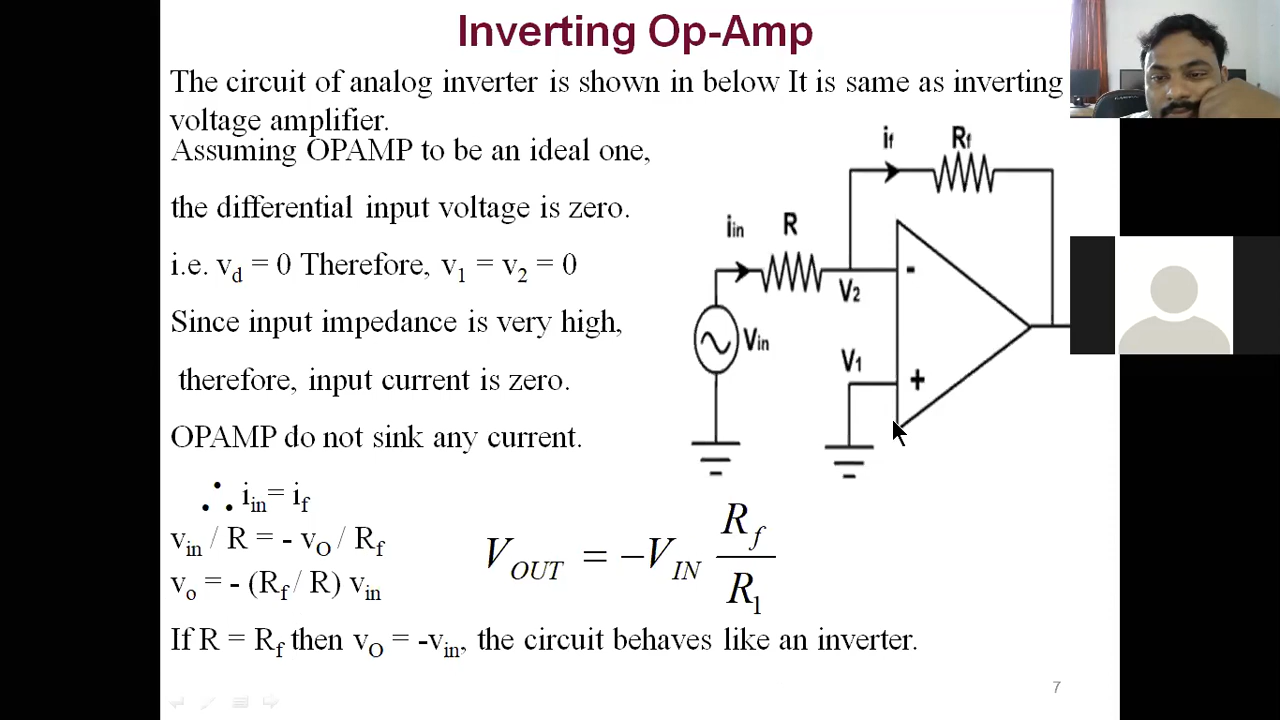 Inverting Op-Amp
The circuit of analog inverter is shown in below It is same as inverting
voltage amplifier.
Assuming OPAMP to be an ideal one,
the differential input voltage is zero.
i.e. vd = 0 Therefore, v1 = v2 = 0
Since input impedance is very high,
therefore, input current is zero.
OPAMP do not sink any current.
∴ iin= if
vin / R = - vO / Rf
vo = - (Rf / R) vin
If R = Rf then vO = -vin, the circuit behaves like an inverter.
VOUT = −VIN Rf / R1
if Rf
iin R
V2
-
Vin
V1
+
7